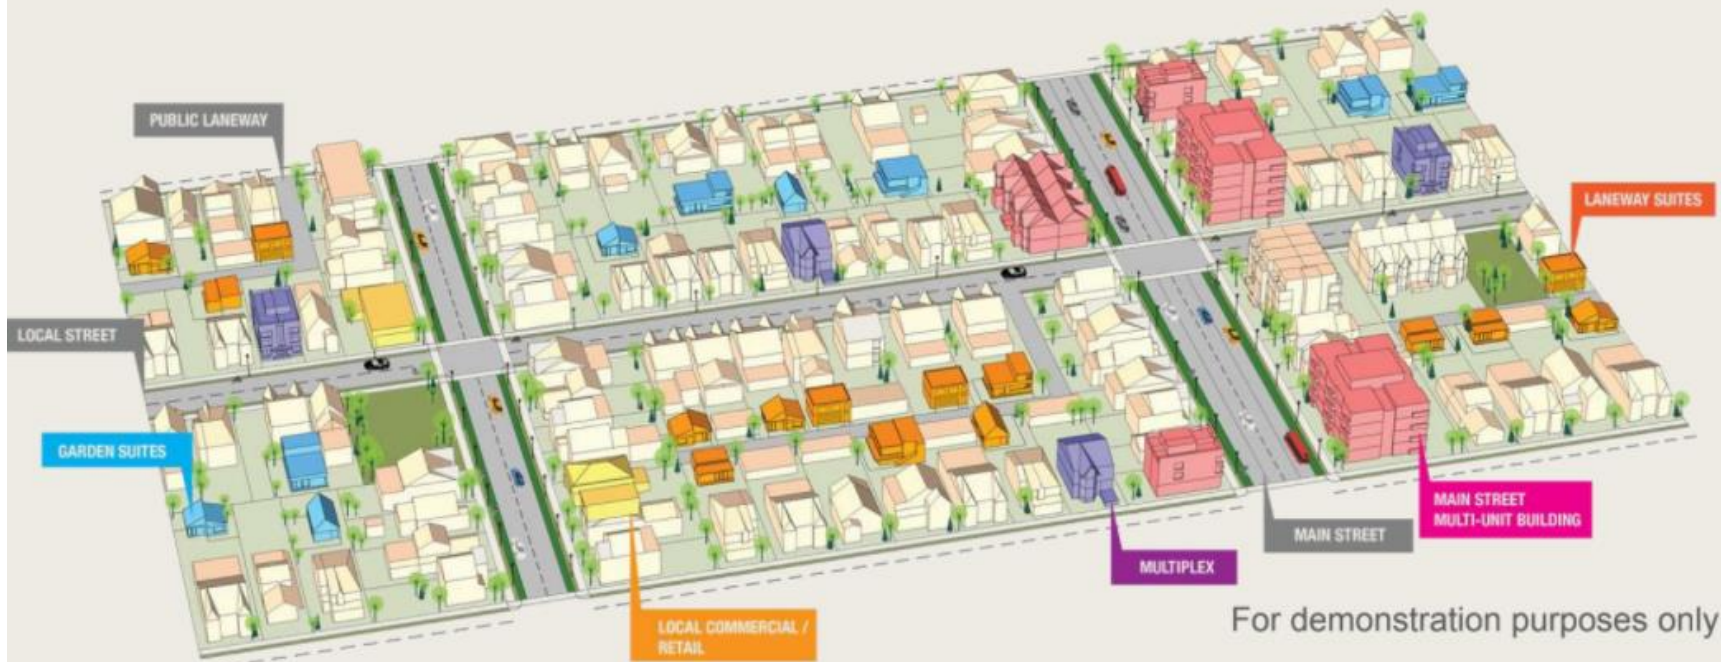 PUBLIC LANEWAY
LANEWAY SUITES
LOCAL STREET
GARDEN SUITES
MAIN STREET
MULTI-UNIT BUILDING
MAIN STREET
MULTIPLEX
LOCAL COMMERCIAL /
RETAIL
For demonstration purposes only